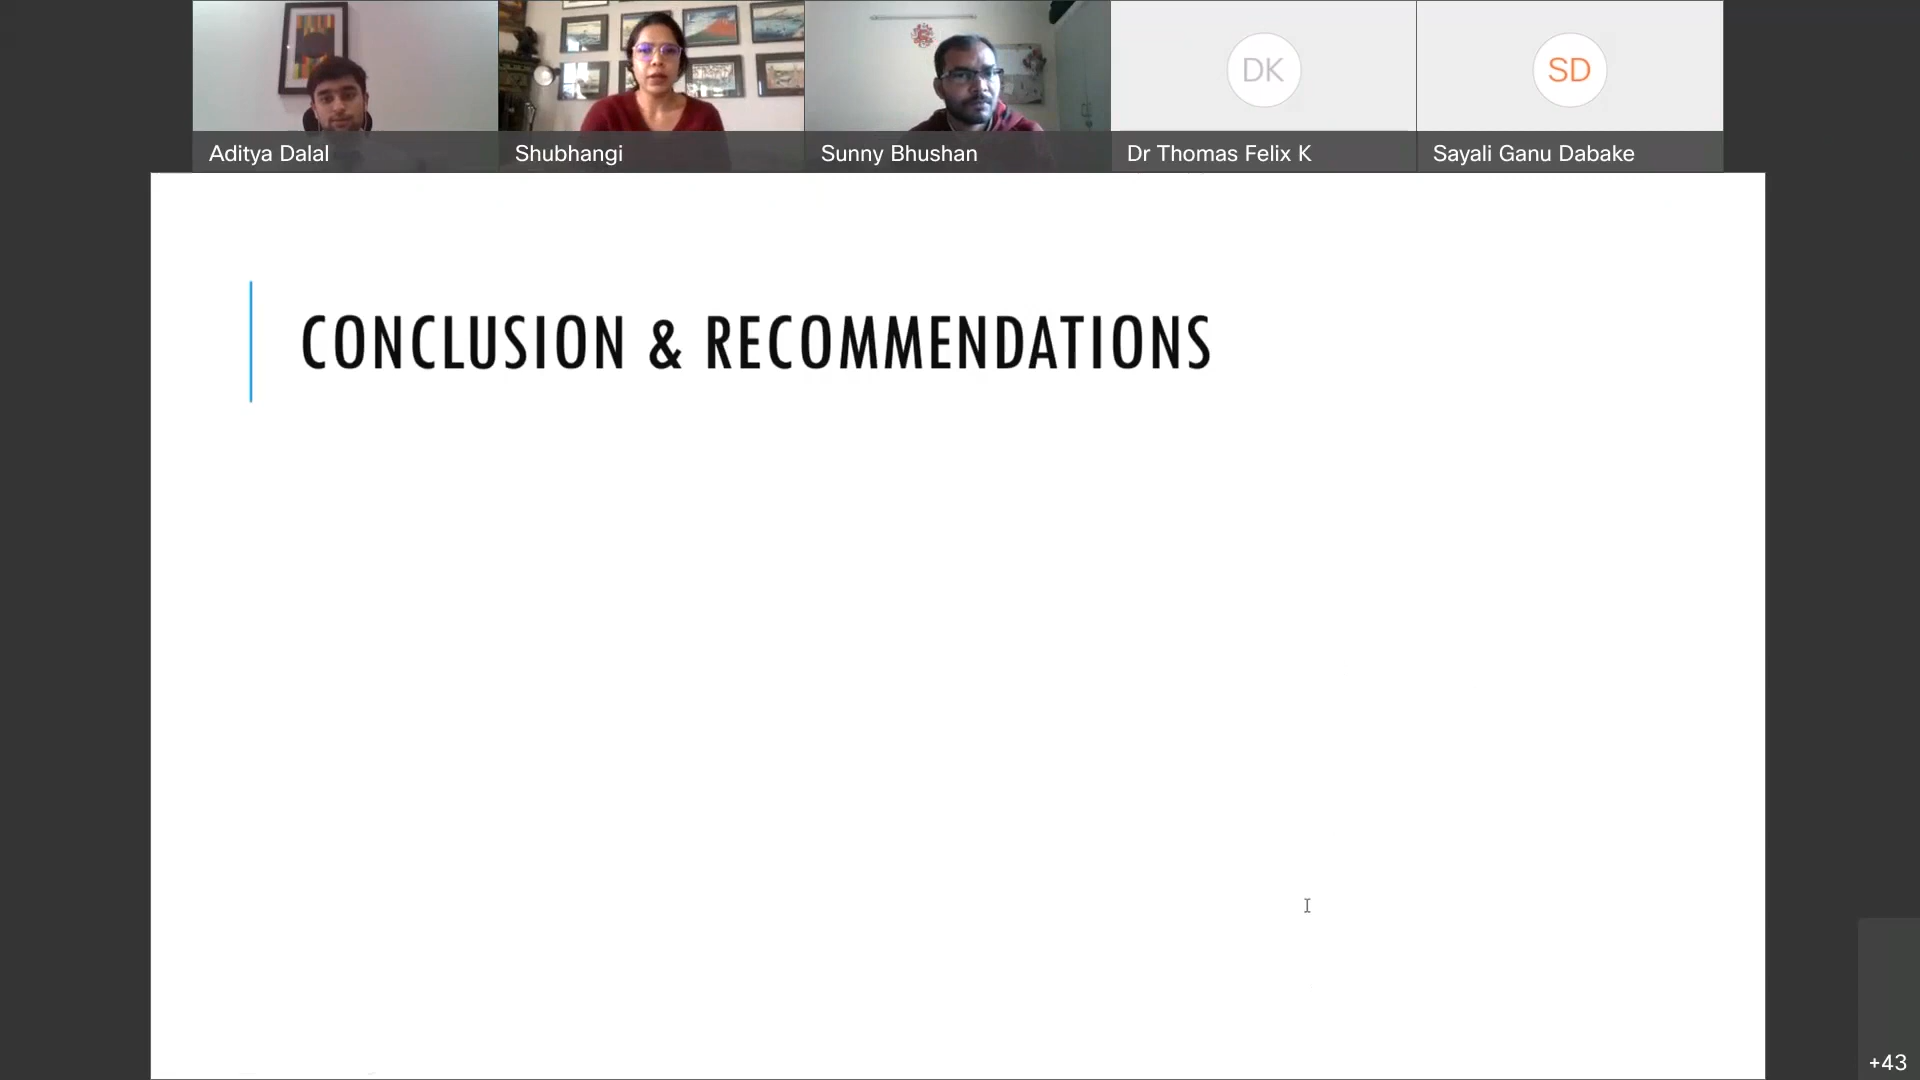 DK
SD
Aditya Dalal
Shubhangi
Sunny Bhushan
Dr Thomas Felix K
Sayali Ganu Dabake
CONCLUSION & RECOMMENDATIONS
+43